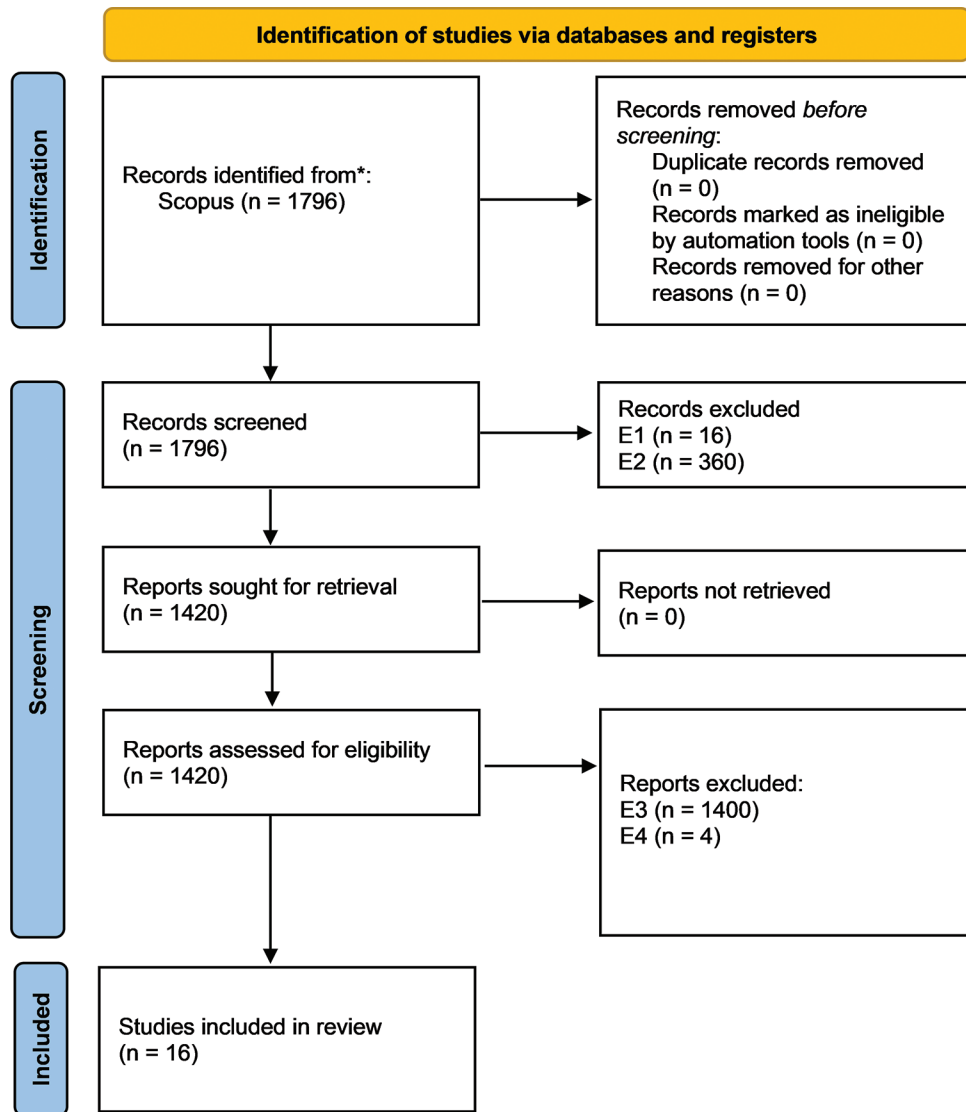 Identification of studies via databases and registers
Identification
Records identified from*:
Scopus (n = 1796)
Records removed before
screening:
Duplicate records removed
(n = 0)
Records marked as ineligible
by automation tools (n = 0)
Records removed for other
reasons (n = 0)
Screening
Records screened
(n = 1796)
Records excluded
E1 (n = 16)
E2 (n = 360)
Reports sought for retrieval
(n = 1420)
Reports not retrieved
(n = 0)
Reports assessed for eligibility
(n = 1420)
Reports excluded:
E3 (n = 1400)
E4 (n = 4)
Included
Studies included in review
(n = 16)